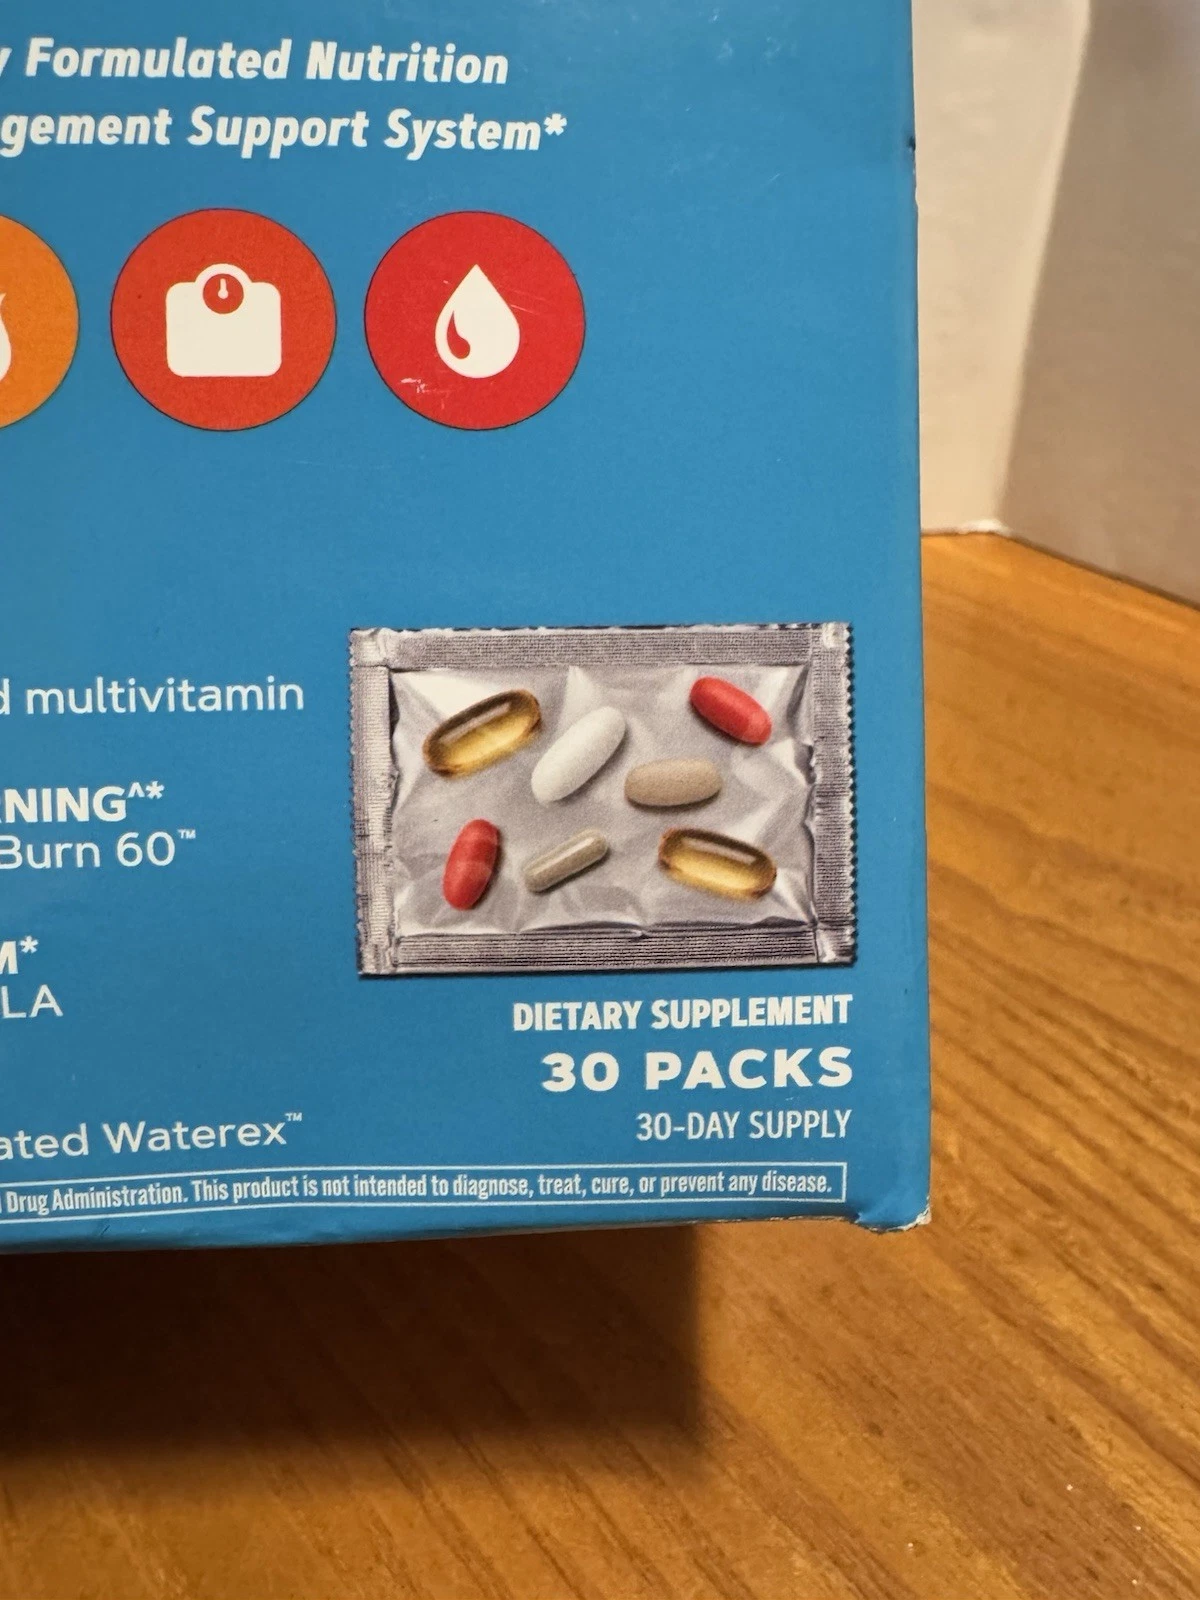 Formulated Nutrition
gement Support System*
multivitamin
RNING^*
Burn 60™
M*
LA
ated Waterex™
DIETARY SUPPLEMENT
30 PACKS
30-DAY SUPPLY
Drug Administration. This product is not intended to diagnose, treat, cure, or prevent any disease.